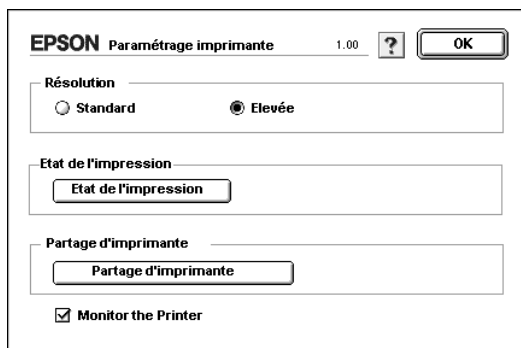 EPSON Paramétrage imprimante 1.00 ? OK
Résolution
Standard Elevée
Etat de l'impression
Etat de l'impression
Partage d'imprimante
Partage d'imprimante
Monitor the Printer